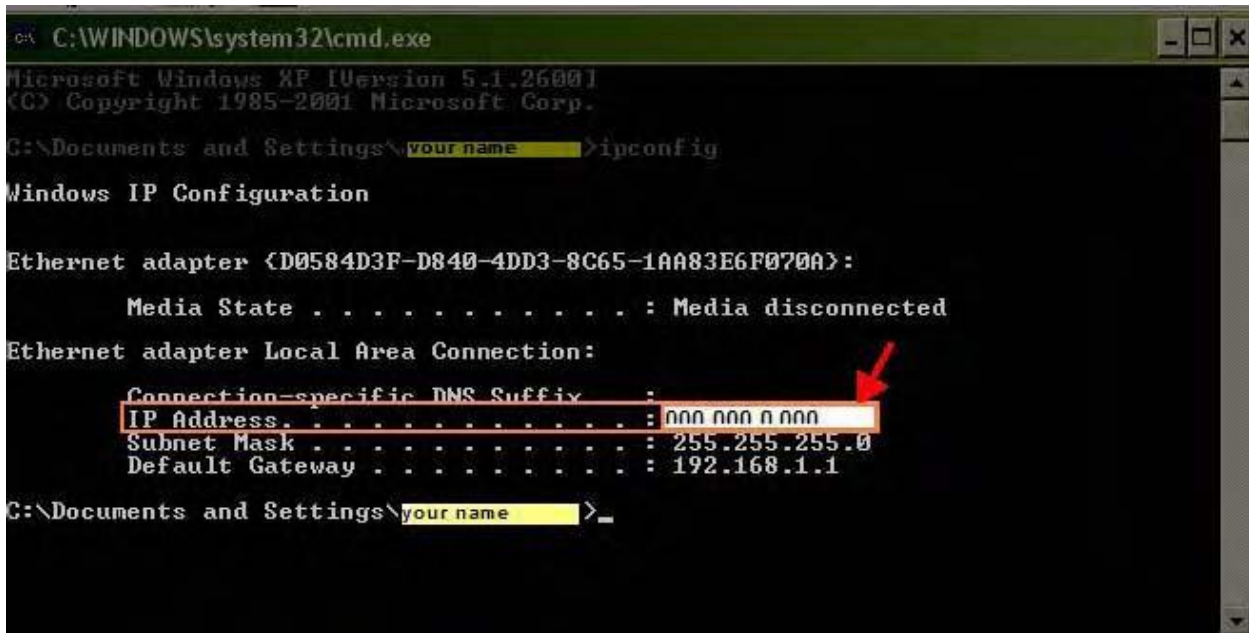 C:\WINDOWS\system32\cmd.exe
Microsoft Windows XP [Version 5.1.2600]
(C) Copyright 1985-2001 Microsoft Corp.
C:\Documents and Settings\your name>ipconfig
Windows IP Configuration
Ethernet adapter {D0584D3F-D840-4DD3-8C65-1AA83E6F070A}:
Media State . . . . . . . . . . . : Media disconnected
Ethernet adapter Local Area Connection:
Connection-specific DNS Suffix . :
IP Address. . . . . . . . . . . . : 000 000 0 000
Subnet Mask . . . . . . . . . . . : 255.255.255.0
Default Gateway . . . . . . . . . : 192.168.1.1
C:\Documents and Settings\your name>_